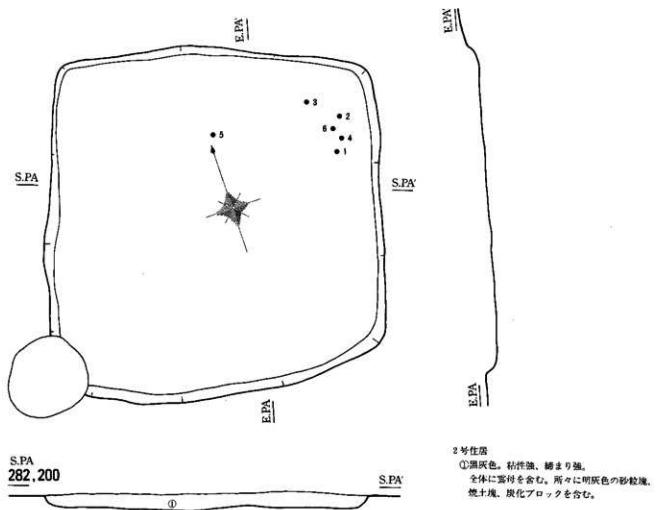 E.PA'
E.PA'
3
2
6
4
5
1
S.PA
S.PA'
E.PA
E.PA
S.PA
282,200
S.PA'
①
2号住居
①黒灰色。粘性強、締まり強。
全体に雲母を含む。所々に明灰色の砂粒塊、
焼土塊、炭化ブロックを含む。